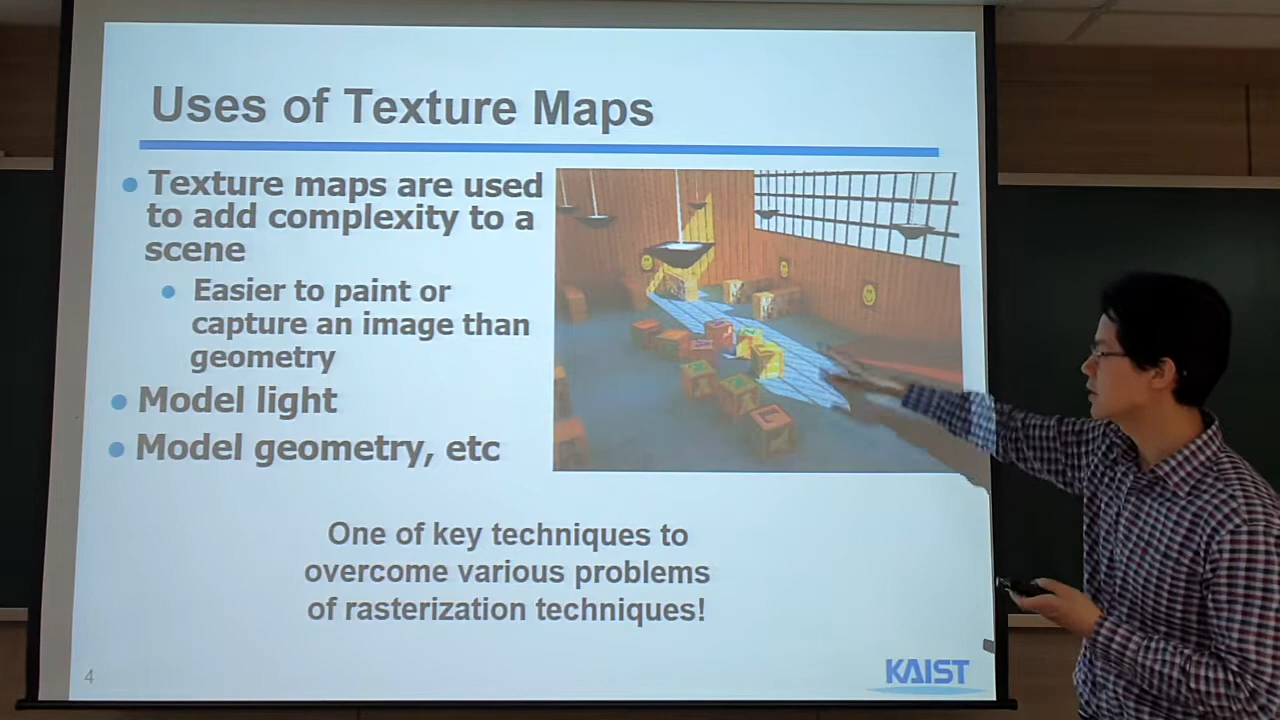 Uses of Texture Maps
Texture maps are used
to add complexity to a
scene
Easier to paint or
capture an image than
geometry
Model light
Model geometry, etc
One of key techniques to
overcome various problems
of rasterization techniques!
4
KAIST